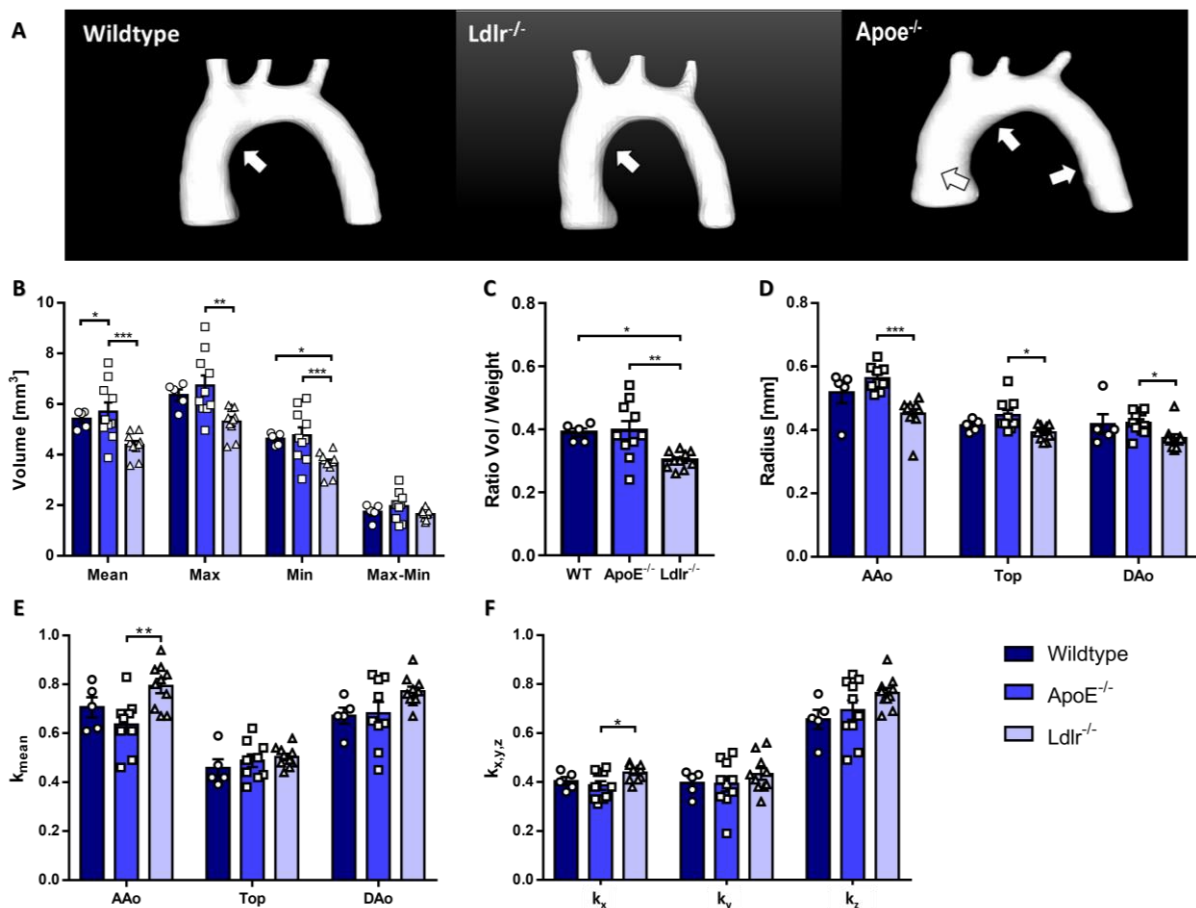 A
Wildtype
Ldlr-/-
Apoe-/-
B
Volume [mm3]
10
8
6
4
2
0
*
***
**
*
***
Mean
Max
Min
Max-Min
C
Ratio Vol / Weight
0.8
0.6
0.4
0.2
0.0
*
**
WT
ApoE-/-
Ldlr-/-
D
Radius [mm]
0.8
0.6
0.4
0.2
0.0
***
*
*
AAo
Top
DAo
E
kmean
1.0
0.8
0.6
0.4
0.2
0.0
**
AAo
Top
DAo
F
kx,y,z
1.0
0.8
0.6
0.4
0.2
0.0
*
kx
ky
kz
Wildtype
ApoE-/-
Ldlr-/-